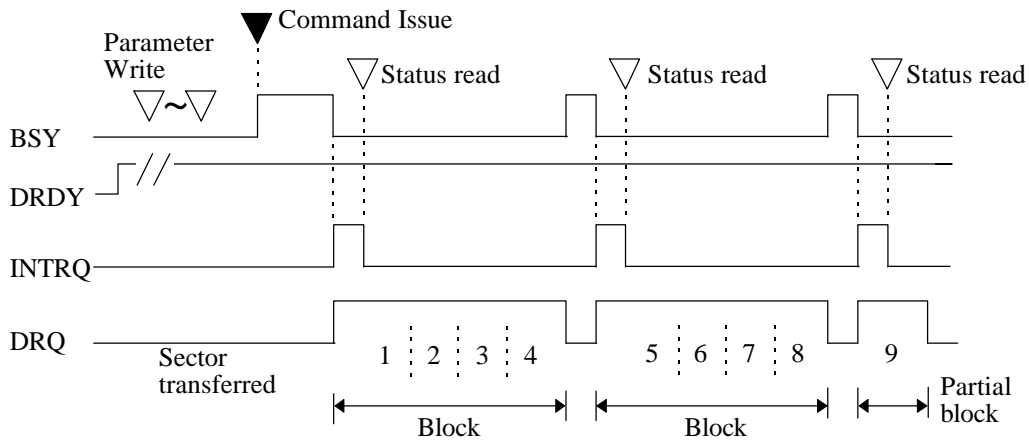 Command Issue
Parameter
Write
Status read
Status read
Status read
~
BSY
DRDY
INTRQ
DRQ
1 2 3 4 5 6 7 8 9
Sector
transferred
Block
Block
Partial
block